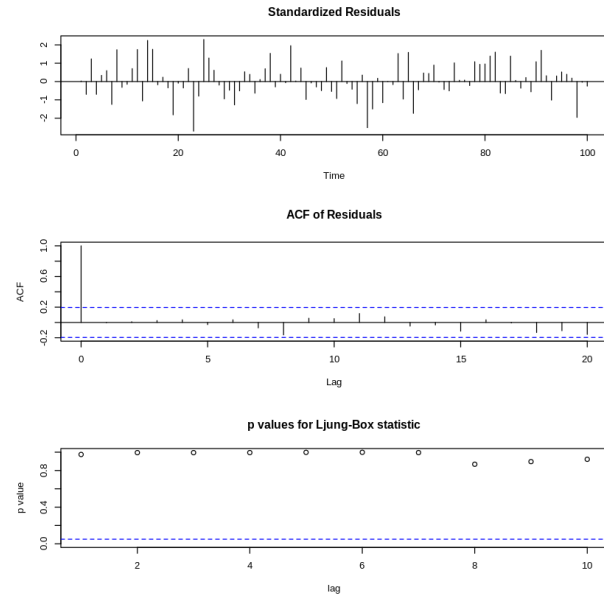 Standardized Residuals
2
1
0
-1
-2
0 20 40 60 80 100
Time
ACF of Residuals
ACF
1.0
0.6
0.2
-0.2
0 5 10 15 20
Lag
p values for Ljung-Box statistic
p value
0.8
0.4
0.0
2 4 6 8 10
lag